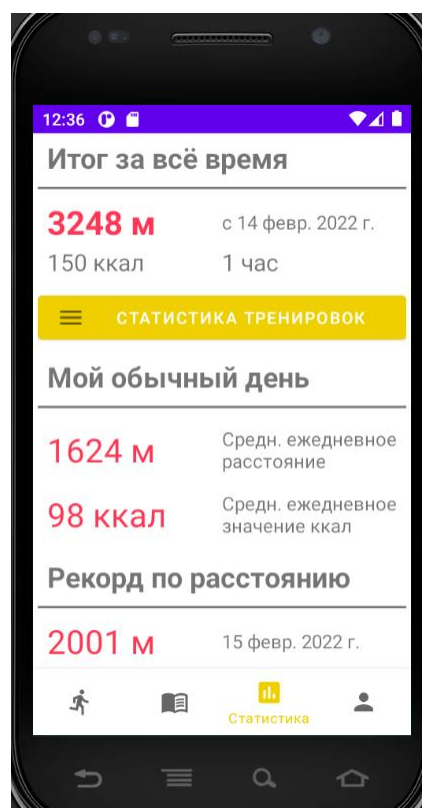 12:36
Итог за всё время
3248 м
с 14 февр. 2022 г.
150 ккал
1 час
СТАТИСТИКА ТРЕНИРОВОК
Мой обычный день
1624 м
Средн. ежедневное
расстояние
98 ккал
Средн. ежедневное
значение ккал
Рекорд по расстоянию
2001 м
15 февр. 2022 г.
Статистика